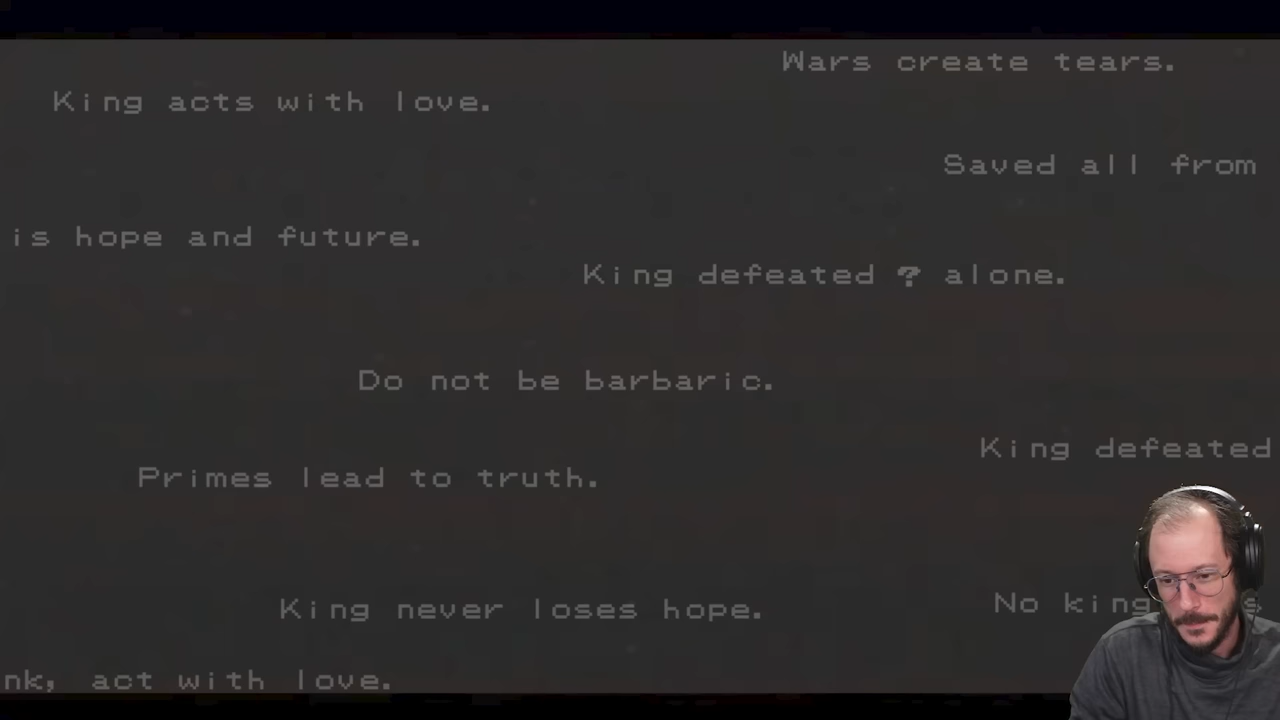 Wars create tears.
King acts with love.
Saved all from
is hope and future.
King defeated ? alone.
Do not be barbaric.
King defeated
Primes lead to truth.
King never loses hope.
No king
act with love.